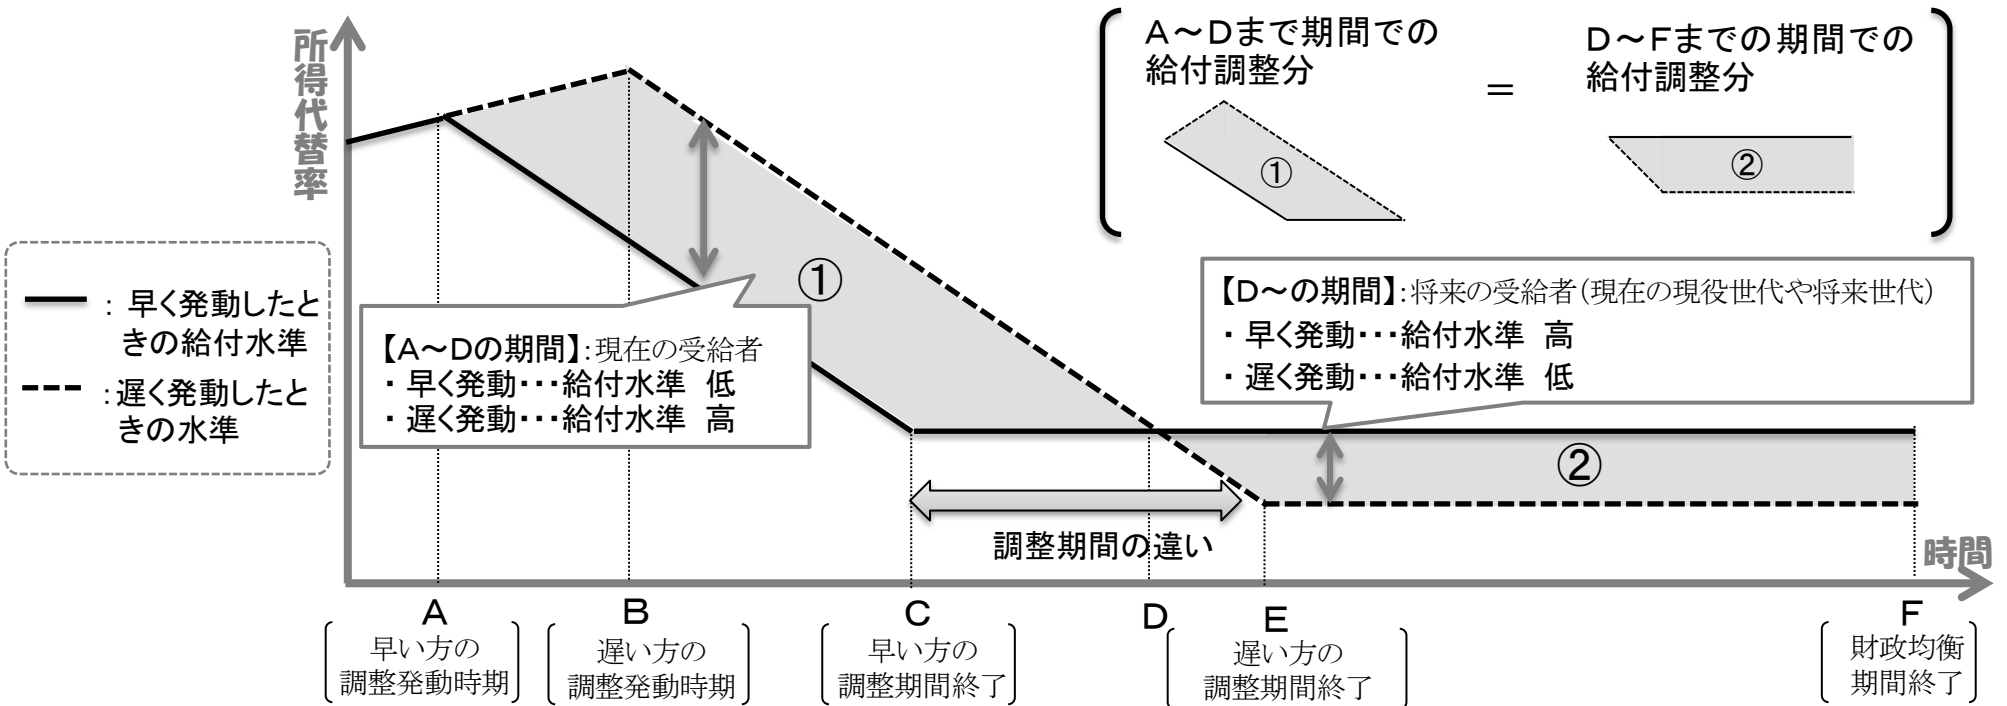 所得代替率
A～Dまで期間での
給付調整分
＝
D～Fまでの期間での
給付調整分
①
②
：早く発動したと
きの給付水準
：遅く発動したと
きの水準
①
【A～Dの期間】：現在の受給者
・早く発動・・・給付水準　低
・遅く発動・・・給付水準　高
【D～の期間】：将来の受給者（現在の現役世代や将来世代）
・早く発動・・・給付水準　高
・遅く発動・・・給付水準　低
②
調整期間の違い
時間
A
早い方の
調整発動時期
B
遅い方の
調整発動時期
C
早い方の
調整期間終了
D
E
遅い方の
調整期間終了
F
財政均衡
期間終了